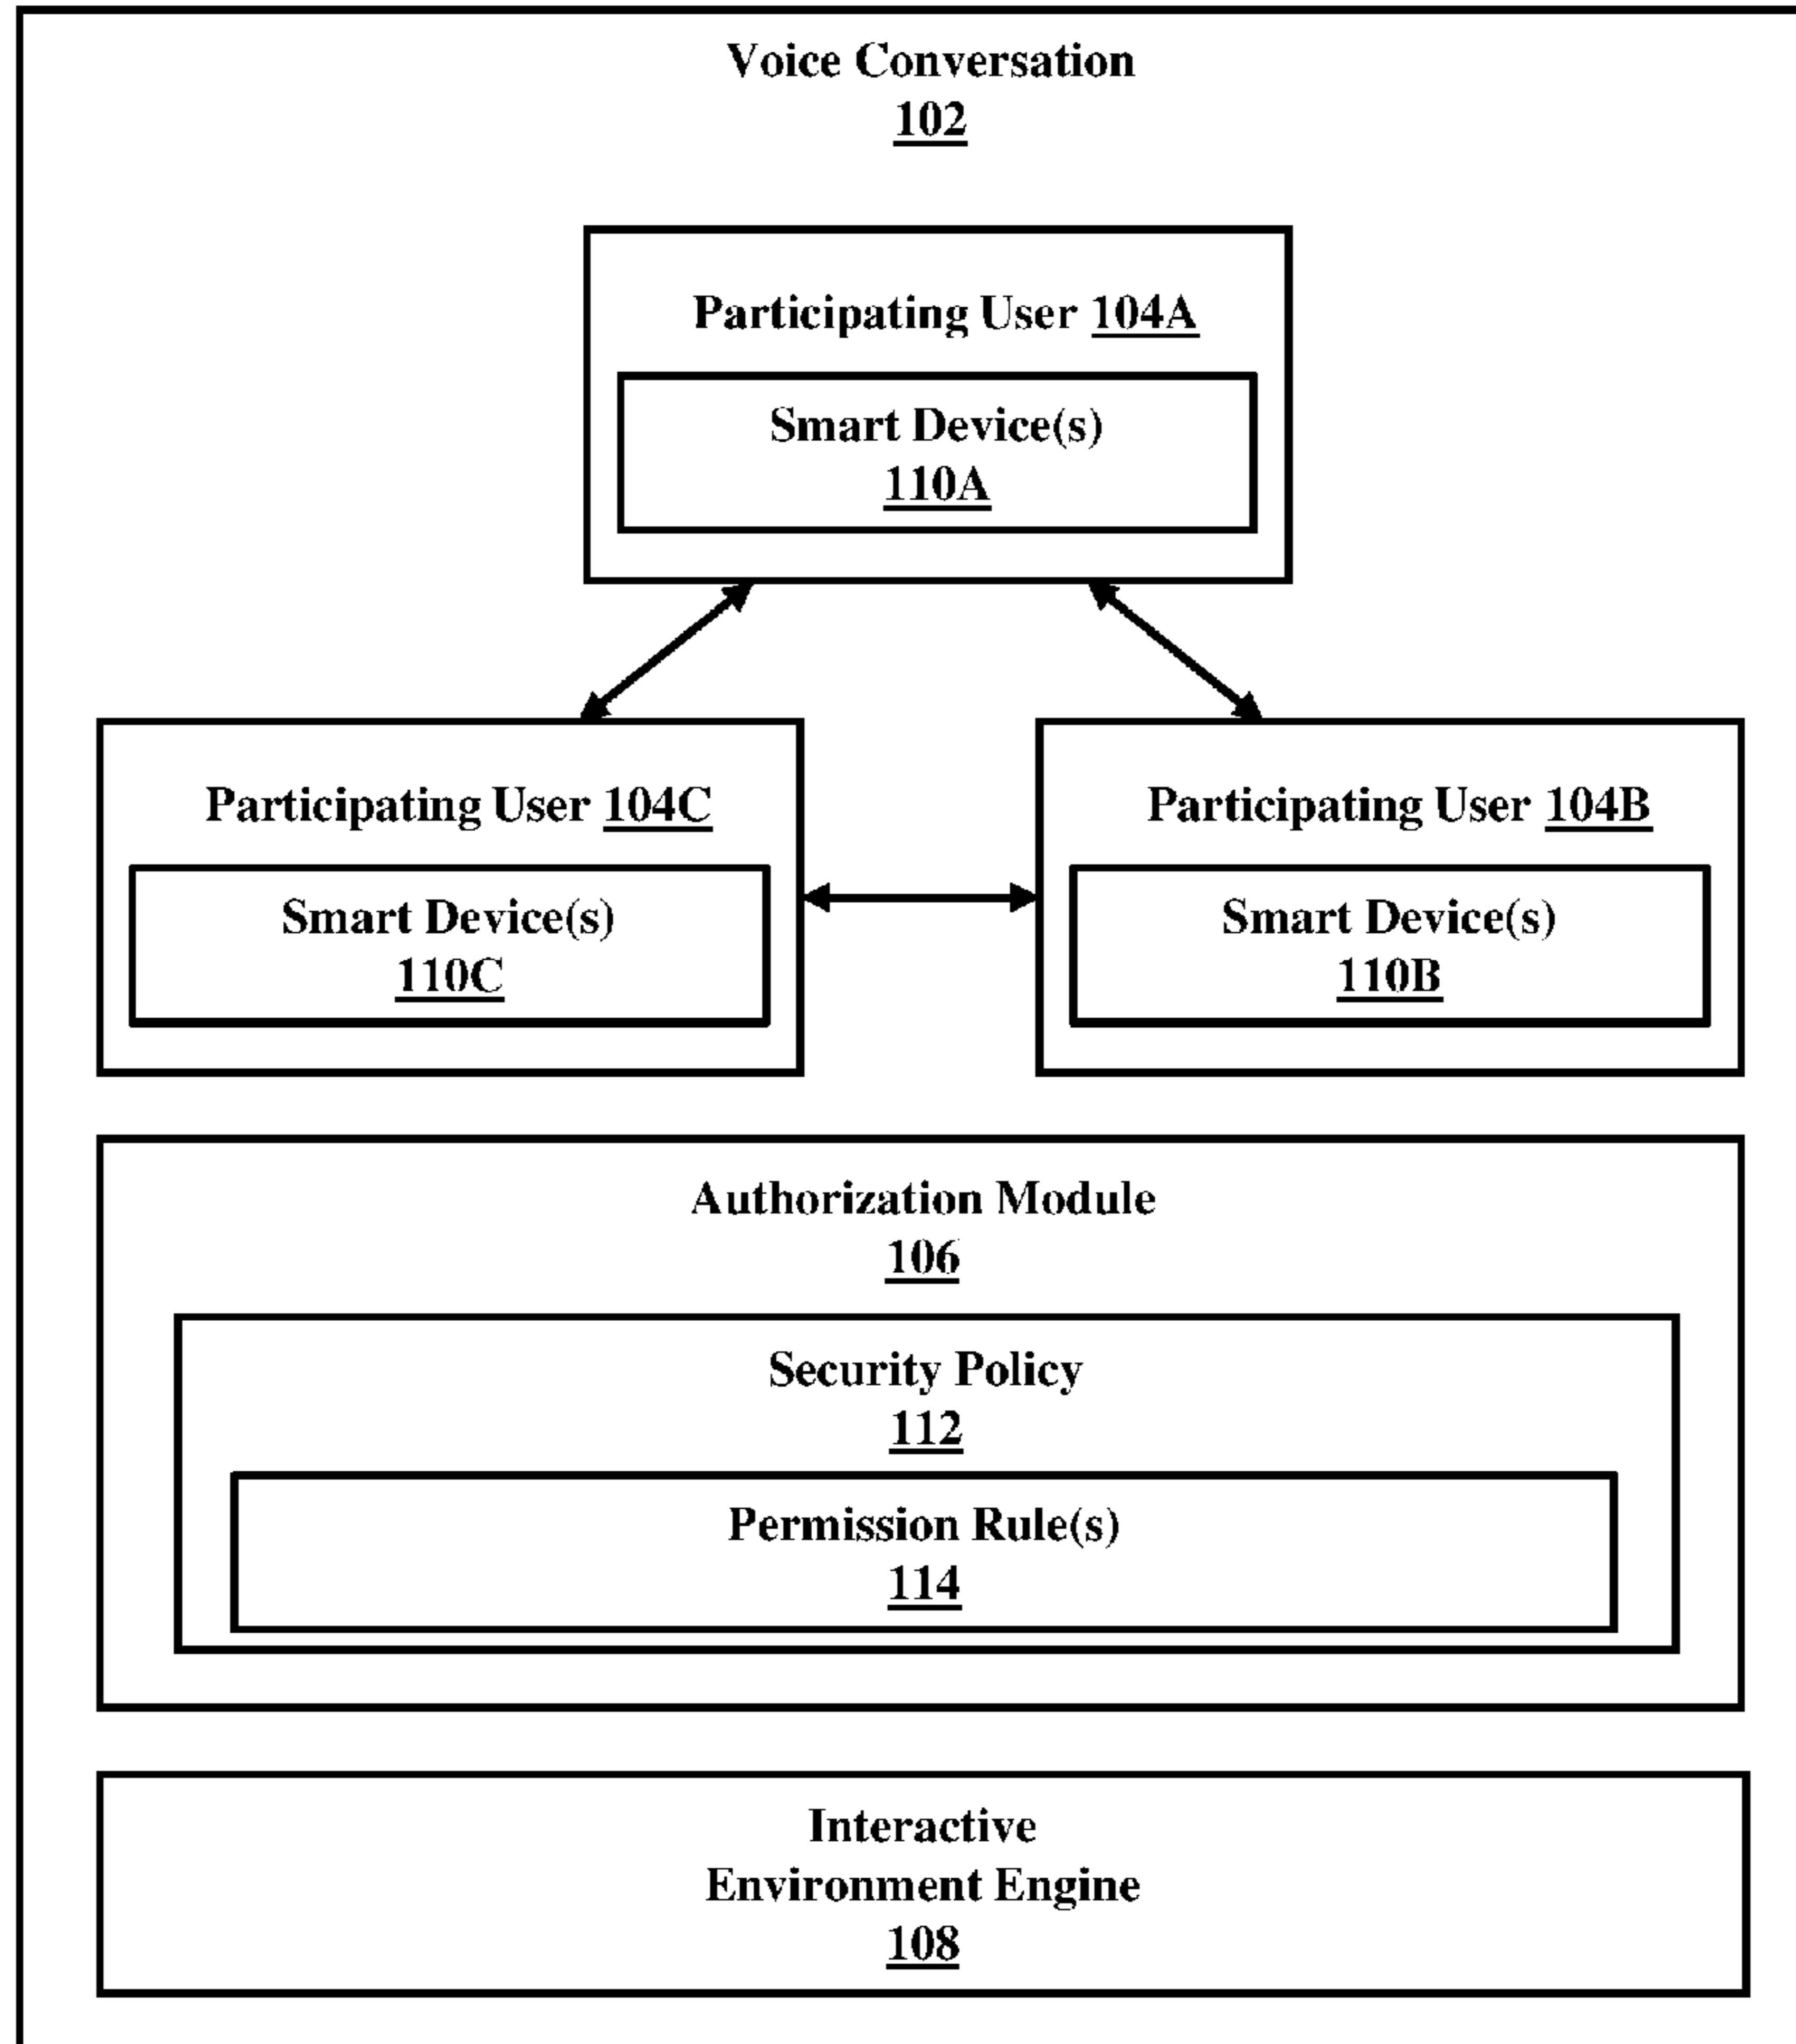 Voice Conversation
102
Participating User 104A
Smart Device(s)
110A
Participating User 104C
Smart Device(s)
110C
Participating User 104B
Smart Device(s)
110B
Authorization Module
106
Security Policy
112
Permission Rule(s)
114
Interactive
Environment Engine
108